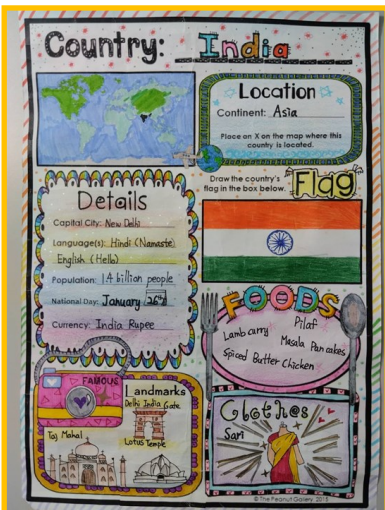 Country: India
Location
Continent: Asia
Place an X on the map where this
country is located.
Draw the country's
flag in the box below.
Flag
Details
Capital City: New Delhi
Language(s): Hindi (Namaste)
English (Hello)
Population: 1.4 billion people
National Day: January 26th
Currency: India Rupee
FOODS
Pilaf
Lamb curry
Masala Pancakes
Spiced Butter Chicken
FAMOUS
Landmarks
Delhi India Gate
Taj Mahal
Lotus Temple
Clothes
Sari
© The Peanut Gallery, 2015